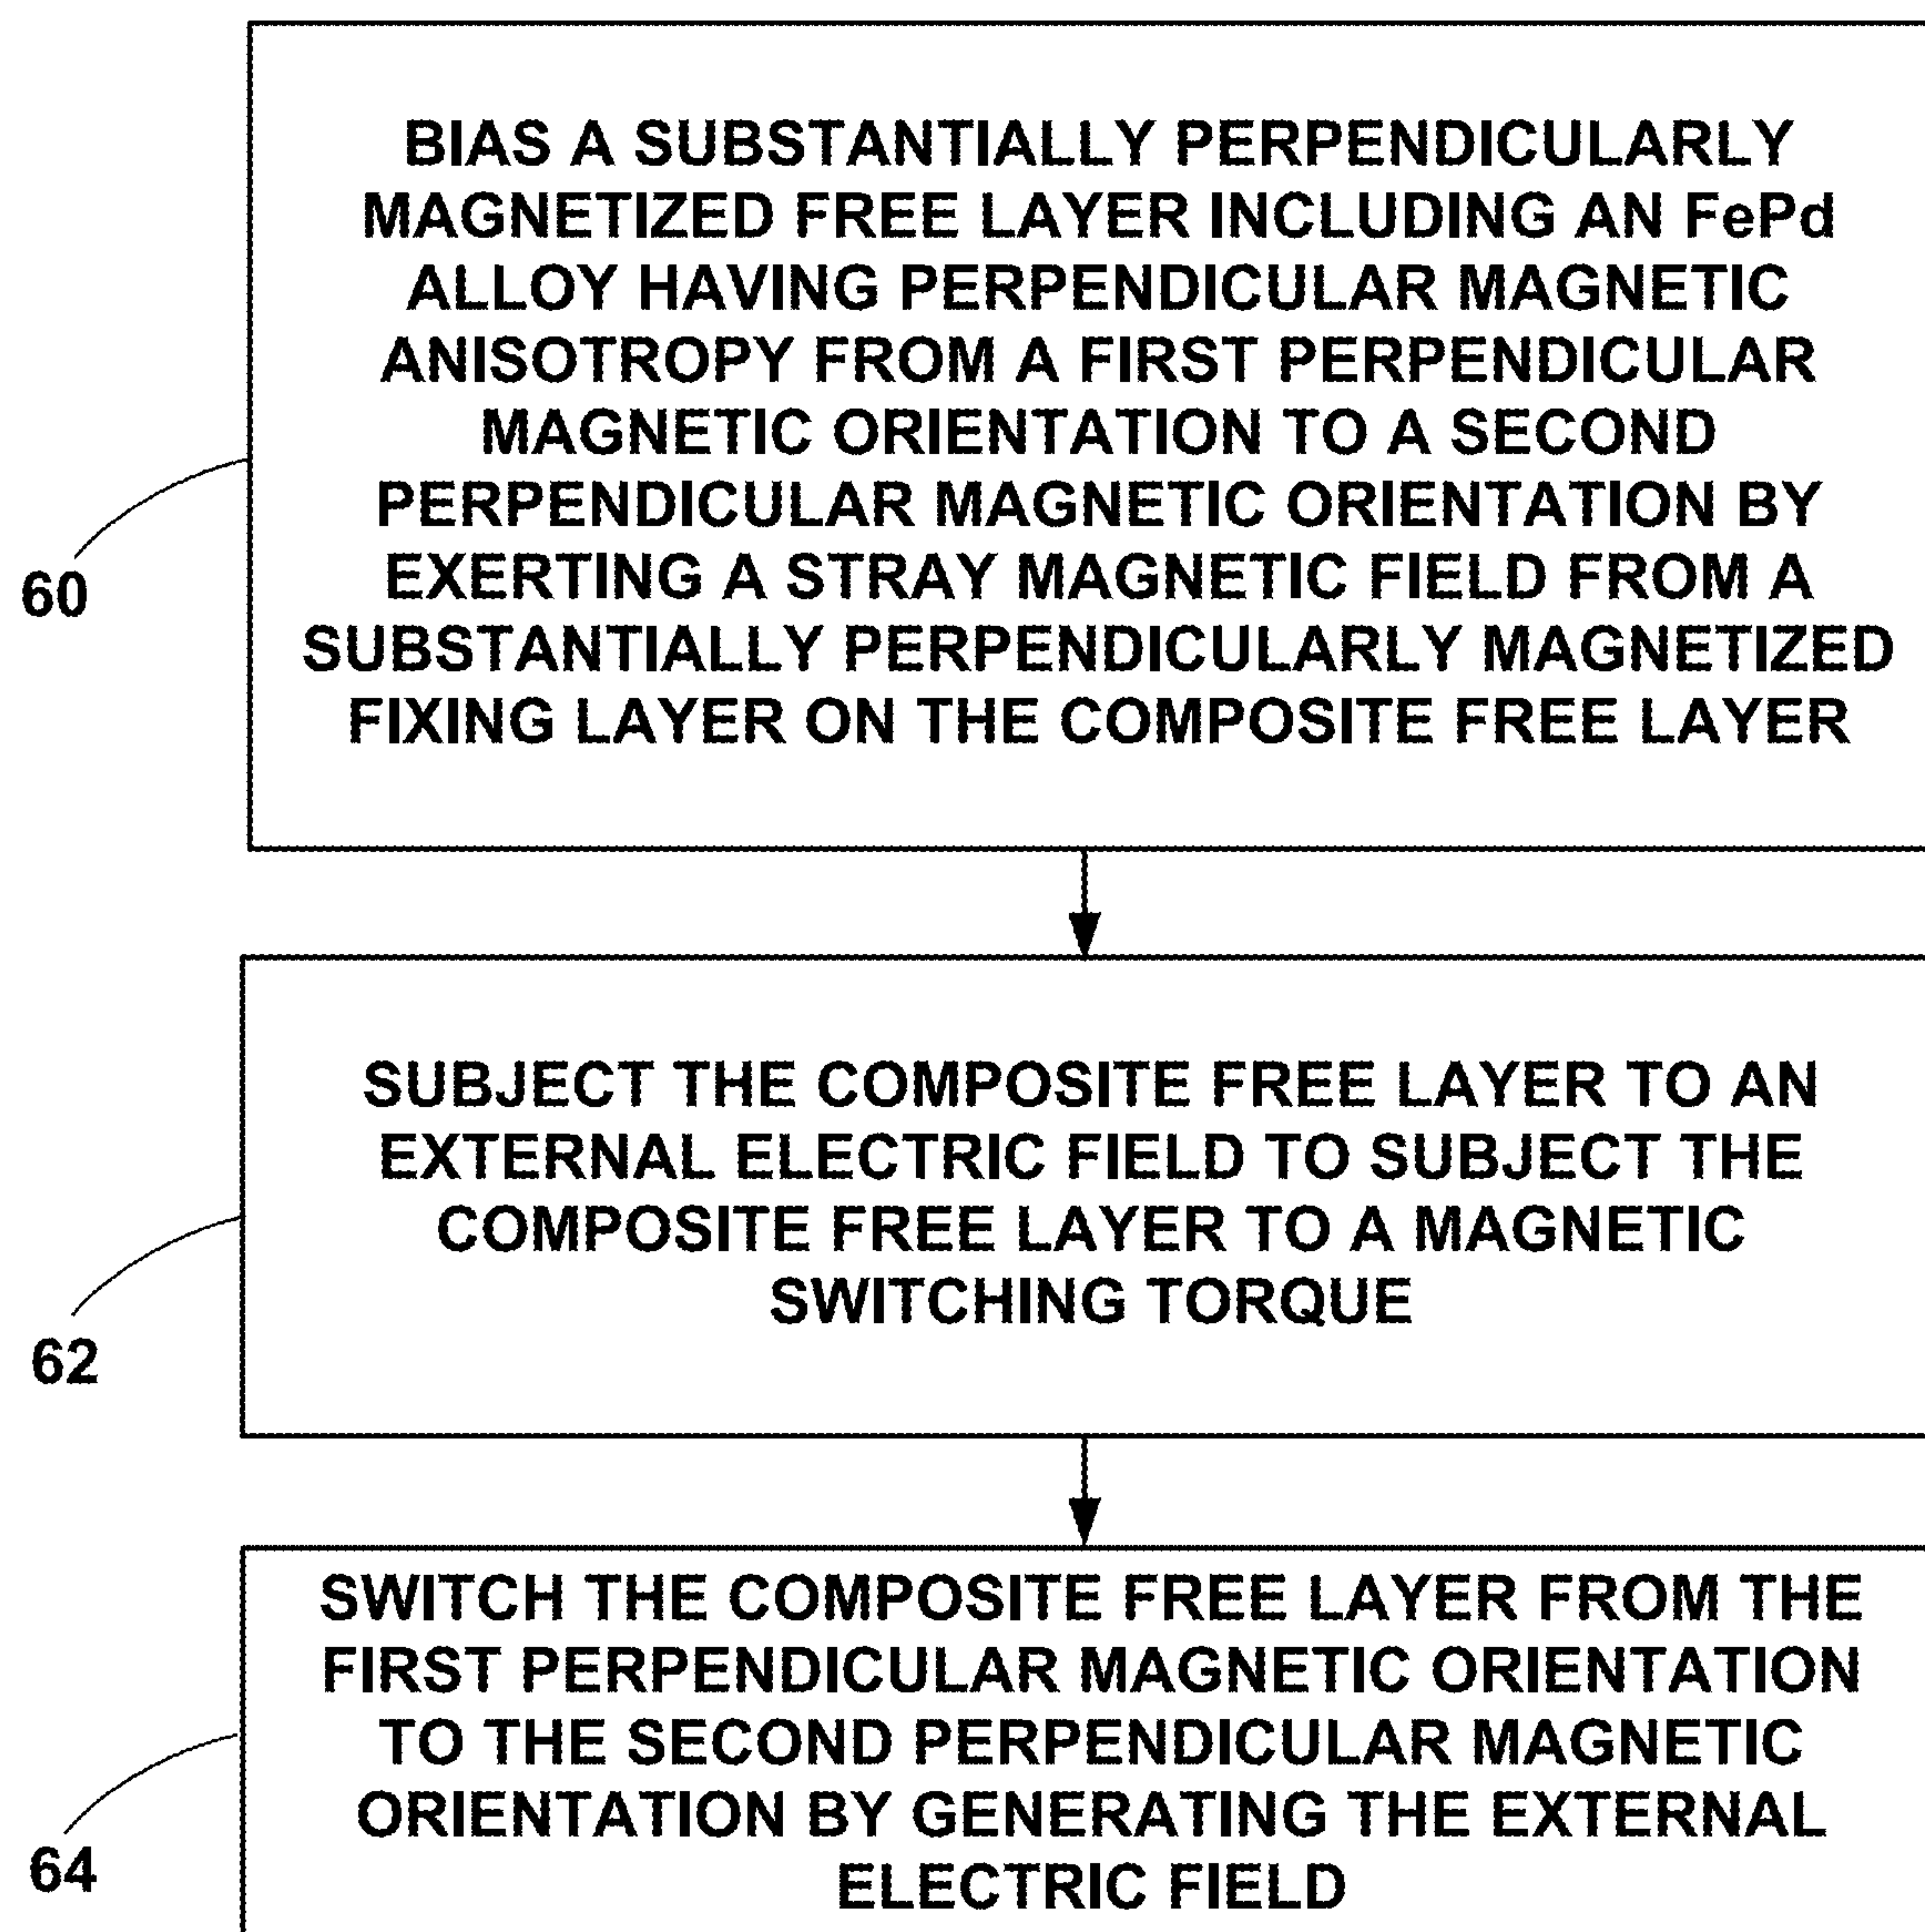 BIAS A SUBSTANTIALLY PERPENDICULARLY
MAGNETIZED FREE LAYER INCLUDING AN FePd
ALLOY HAVING PERPENDICULAR MAGNETIC
ANISOTROPY FROM A FIRST PERPENDICULAR
MAGNETIC ORIENTATION TO A SECOND
PERPENDICULAR MAGNETIC ORIENTATION BY
EXERTING A STRAY MAGNETIC FIELD FROM A
SUBSTANTIALLY PERPENDICULARLY MAGNETIZED
FIXING LAYER ON THE COMPOSITE FREE LAYER
60
SUBJECT THE COMPOSITE FREE LAYER TO AN
EXTERNAL ELECTRIC FIELD TO SUBJECT THE
COMPOSITE FREE LAYER TO A MAGNETIC
SWITCHING TORQUE
62
SWITCH THE COMPOSITE FREE LAYER FROM THE
FIRST PERPENDICULAR MAGNETIC ORIENTATION
TO THE SECOND PERPENDICULAR MAGNETIC
ORIENTATION BY GENERATING THE EXTERNAL
ELECTRIC FIELD
64